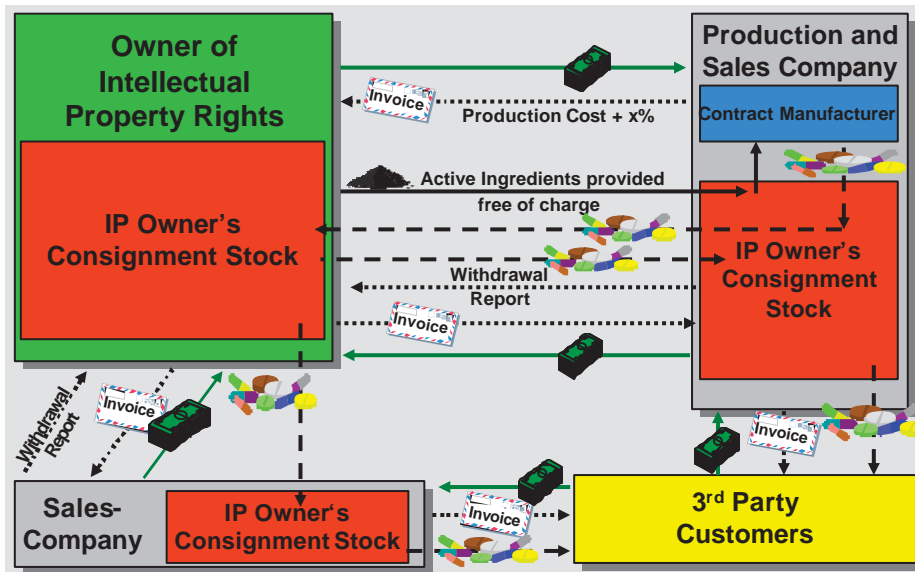 Owner of
Intellectual
Property Rights
Production and
Sales Company
Invoice
Production Cost + x%
Contract Manufacturer
Active Ingredients provided
free of charge
IP Owner's
Consignment Stock
IP Owner's
Consignment
Stock
Withdrawal
Report
Invoice
Withdrawal
Report
Invoice
Invoice
Sales-
Company
IP Owner‘s
Consignment Stock
Invoice
3rd Party
Customers